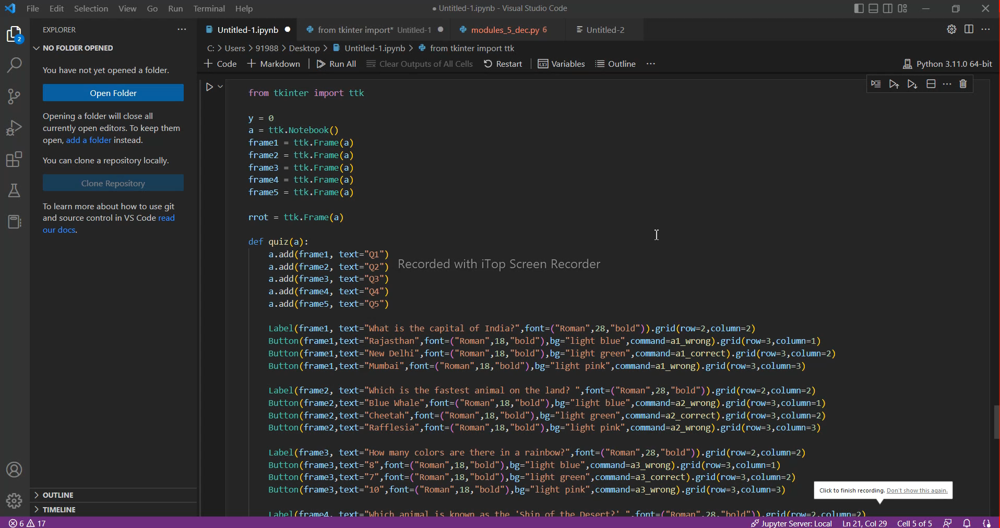 File Edit Selection View Go Run Terminal Help ● Untitled-1.ipynb - Visual Studio Code
EXPLORER ···
Untitled-1.ipynb ● from tkinter import* Untitled-1 ● modules_5_dec.py 6 Untitled-2
NO FOLDER OPENED
C: > Users > 91988 > Desktop > Untitled-1.ipynb > from tkinter import ttk
+ Code + Markdown Run All Clear Outputs of All Cells Restart Variables Outline ··· Python 3.11.0 64-bit
2
You have not yet opened a folder.
Open Folder
Opening a folder will close all
currently open editors. To keep them
open, add a folder instead.
You can clone a repository locally.
Clone Repository
To learn more about how to use git
and source control in VS Code read
our docs.
OUTLINE
TIMELINE
from tkinter import ttk
y = 0
a = ttk.Notebook()
frame1 = ttk.Frame(a)
frame2 = ttk.Frame(a)
frame3 = ttk.Frame(a)
frame4 = ttk.Frame(a)
frame5 = ttk.Frame(a)
rrot = ttk.Frame(a)
def quiz(a):
a.add(frame1, text="Q1")
a.add(frame2, text="Q2")
a.add(frame3, text="Q3")
a.add(frame4, text="Q4")
a.add(frame5, text="Q5")
Recorded with iTop Screen Recorder
Label(frame1, text="What is the capital of India?",font=("Roman",28,"bold")).grid(row=2,column=2)
Button(frame1,text="Rajasthan",font=("Roman",18,"bold"),bg="light blue",command=a1_wrong).grid(row=3,column=1)
Button(frame1,text="New Delhi",font=("Roman",18,"bold"),bg="light green",command=a1_correct).grid(row=3,column=2)
Button(frame1,text="Mumbai",font=("Roman",18,"bold"),bg="light pink",command=a1_wrong).grid(row=3,column=3)
Label(frame2, text="Which is the fastest animal on the land? ",font=("Roman",28,"bold")).grid(row=2,column=2)
Button(frame2,text="Blue Whale",font=("Roman",18,"bold"),bg="light blue",command=a2_wrong).grid(row=3,column=1)
Button(frame2,text="Cheetah",font=("Roman",18,"bold"),bg="light green",command=a2_correct).grid(row=3,column=2)
Button(frame2,text="Rafflesia",font=("Roman",18,"bold"),bg="light pink",command=a2_wrong).grid(row=3,column=3)
Label(frame3, text="How many colors are there in a rainbow?",font=("Roman",28,"bold")).grid(row=2,column=2)
Button(frame3,text="8",font=("Roman",18,"bold"),bg="light blue",command=a3_wrong).grid(row=3,column=1)
Button(frame3,text="7",font=("Roman",18,"bold"),bg="light green",command=a3_correct).grid(row=3,column=2)
Button(frame3,text="10",font=("Roman",18,"bold"),bg="light pink",command=a3_wrong).grid(row=3,column=3)
Label(frame4, text="Which animal is known as the 'Ship of the Desert?' ",font=("Roman",28,"bold")).grid(row=2,column=2)
Click to finish recording. Don't show this again.
6 17 Jupyter Server: Local Ln 21, Col 29 Cell 5 of 5